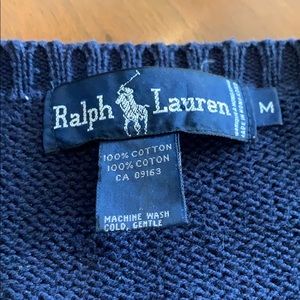 Ralph Lauren
M
100% COTTON
100% COTON
CA 09163
MACHINE WASH
COLD, GENTLE